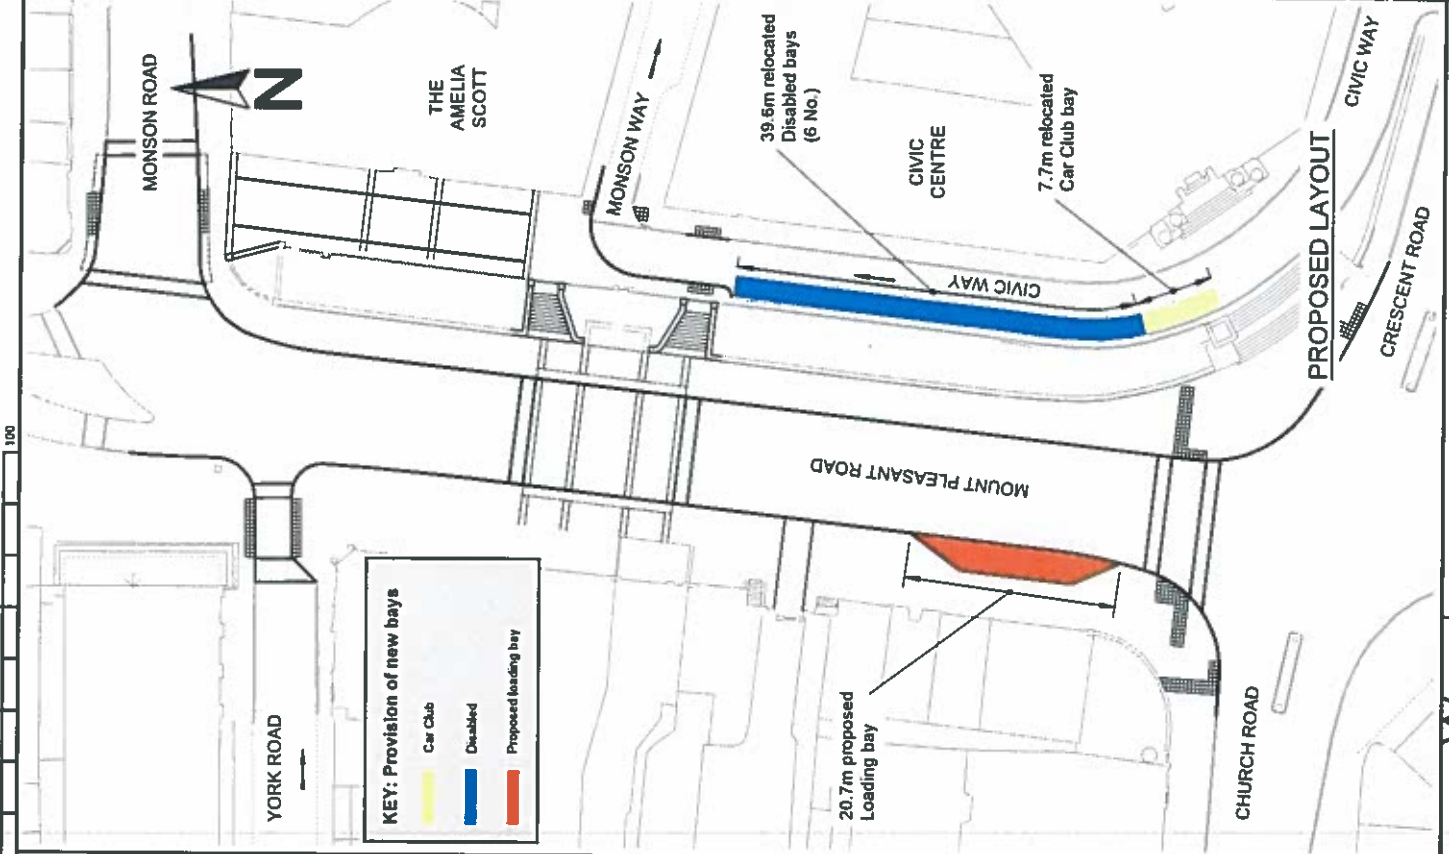 100
MONSON ROAD
N
THE
AMELIA
SCOTT
MONSON WAY
39.6m relocated
Disabled bays
(6 No.)
CIVIC
CENTRE
7.7m relocated
Car Club bay
CIVIC WAY
CIVIC WAY
PROPOSED LAYOUT
CRESCENT ROAD
MOUNT PLEASANT ROAD
YORK ROAD
KEY: Provision of new bays
Car Club
Disabled
Proposed loading bay
20.7m proposed
Loading bay
CHURCH ROAD